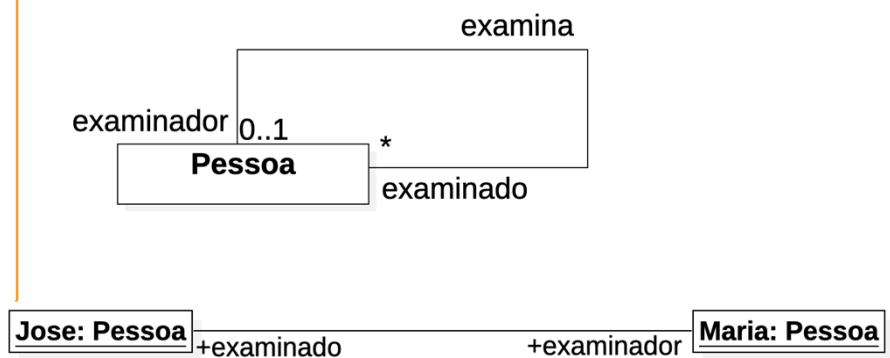 examina
examinador 0..1
*
Pessoa
examinado
Jose: Pessoa
+examinado
+examinador
Maria: Pessoa